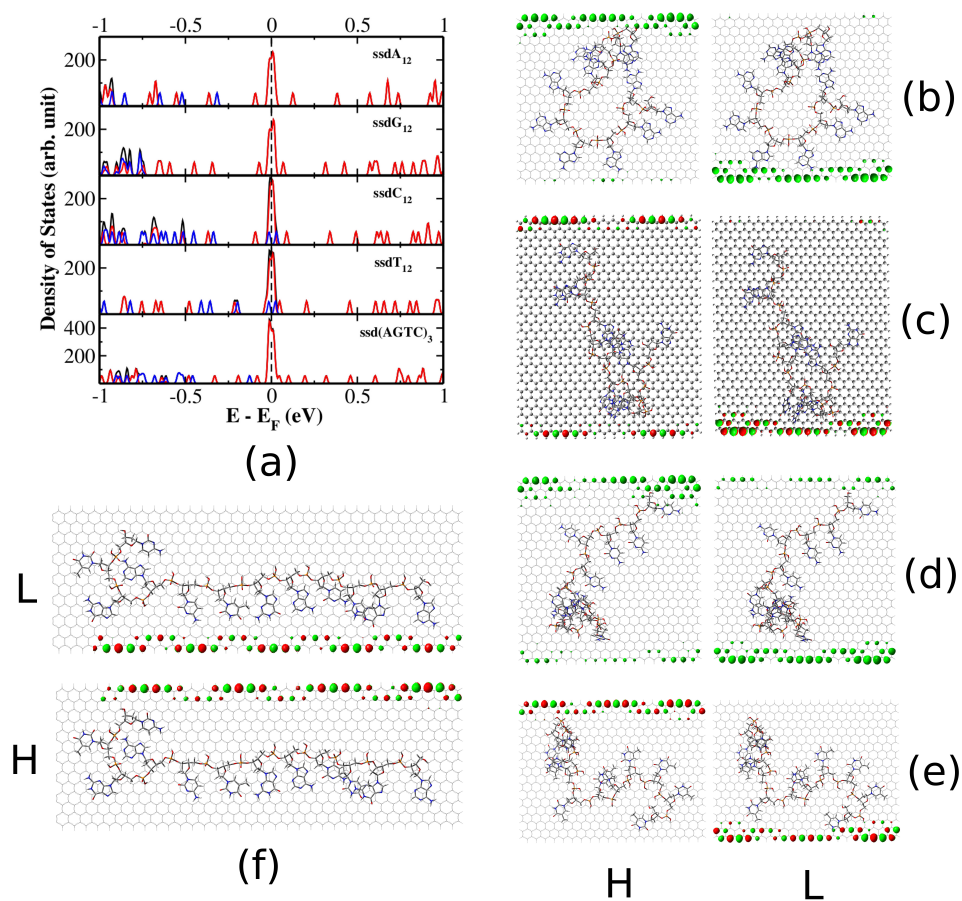 -1 -0.5 0 0.5 1
200
ssdA12
200
ssdG12
200
ssdC12
200
ssdT12
400
200
ssd(AGTC)3
-1 -0.5 0 0.5 1
Density of States (arb. unit)
E - EF (eV)
(a)
(b)
(c)
(d)
(e)
H L
L
H
(f)